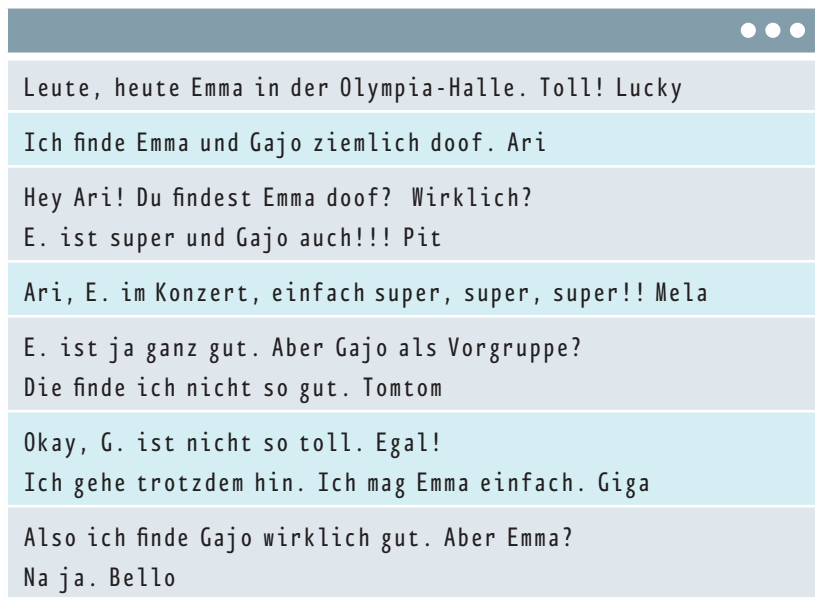 Leute, heute Emma in der Olympia-Halle. Toll! Lucky
Ich finde Emma und Gajo ziemlich doof. Ari
Hey Ari! Du findest Emma doof? Wirklich?
E. ist super und Gajo auch!!! Pit
Ari, E. im Konzert, einfach super, super, super!! Mela
E. ist ja ganz gut. Aber Gajo als Vorgruppe?
Die finde ich nicht so gut. Tomtom
Okay, G. ist nicht so toll. Egal!
Ich gehe trotzdem hin. Ich mag Emma einfach. Giga
Also ich finde Gajo wirklich gut. Aber Emma?
Na ja. Bello